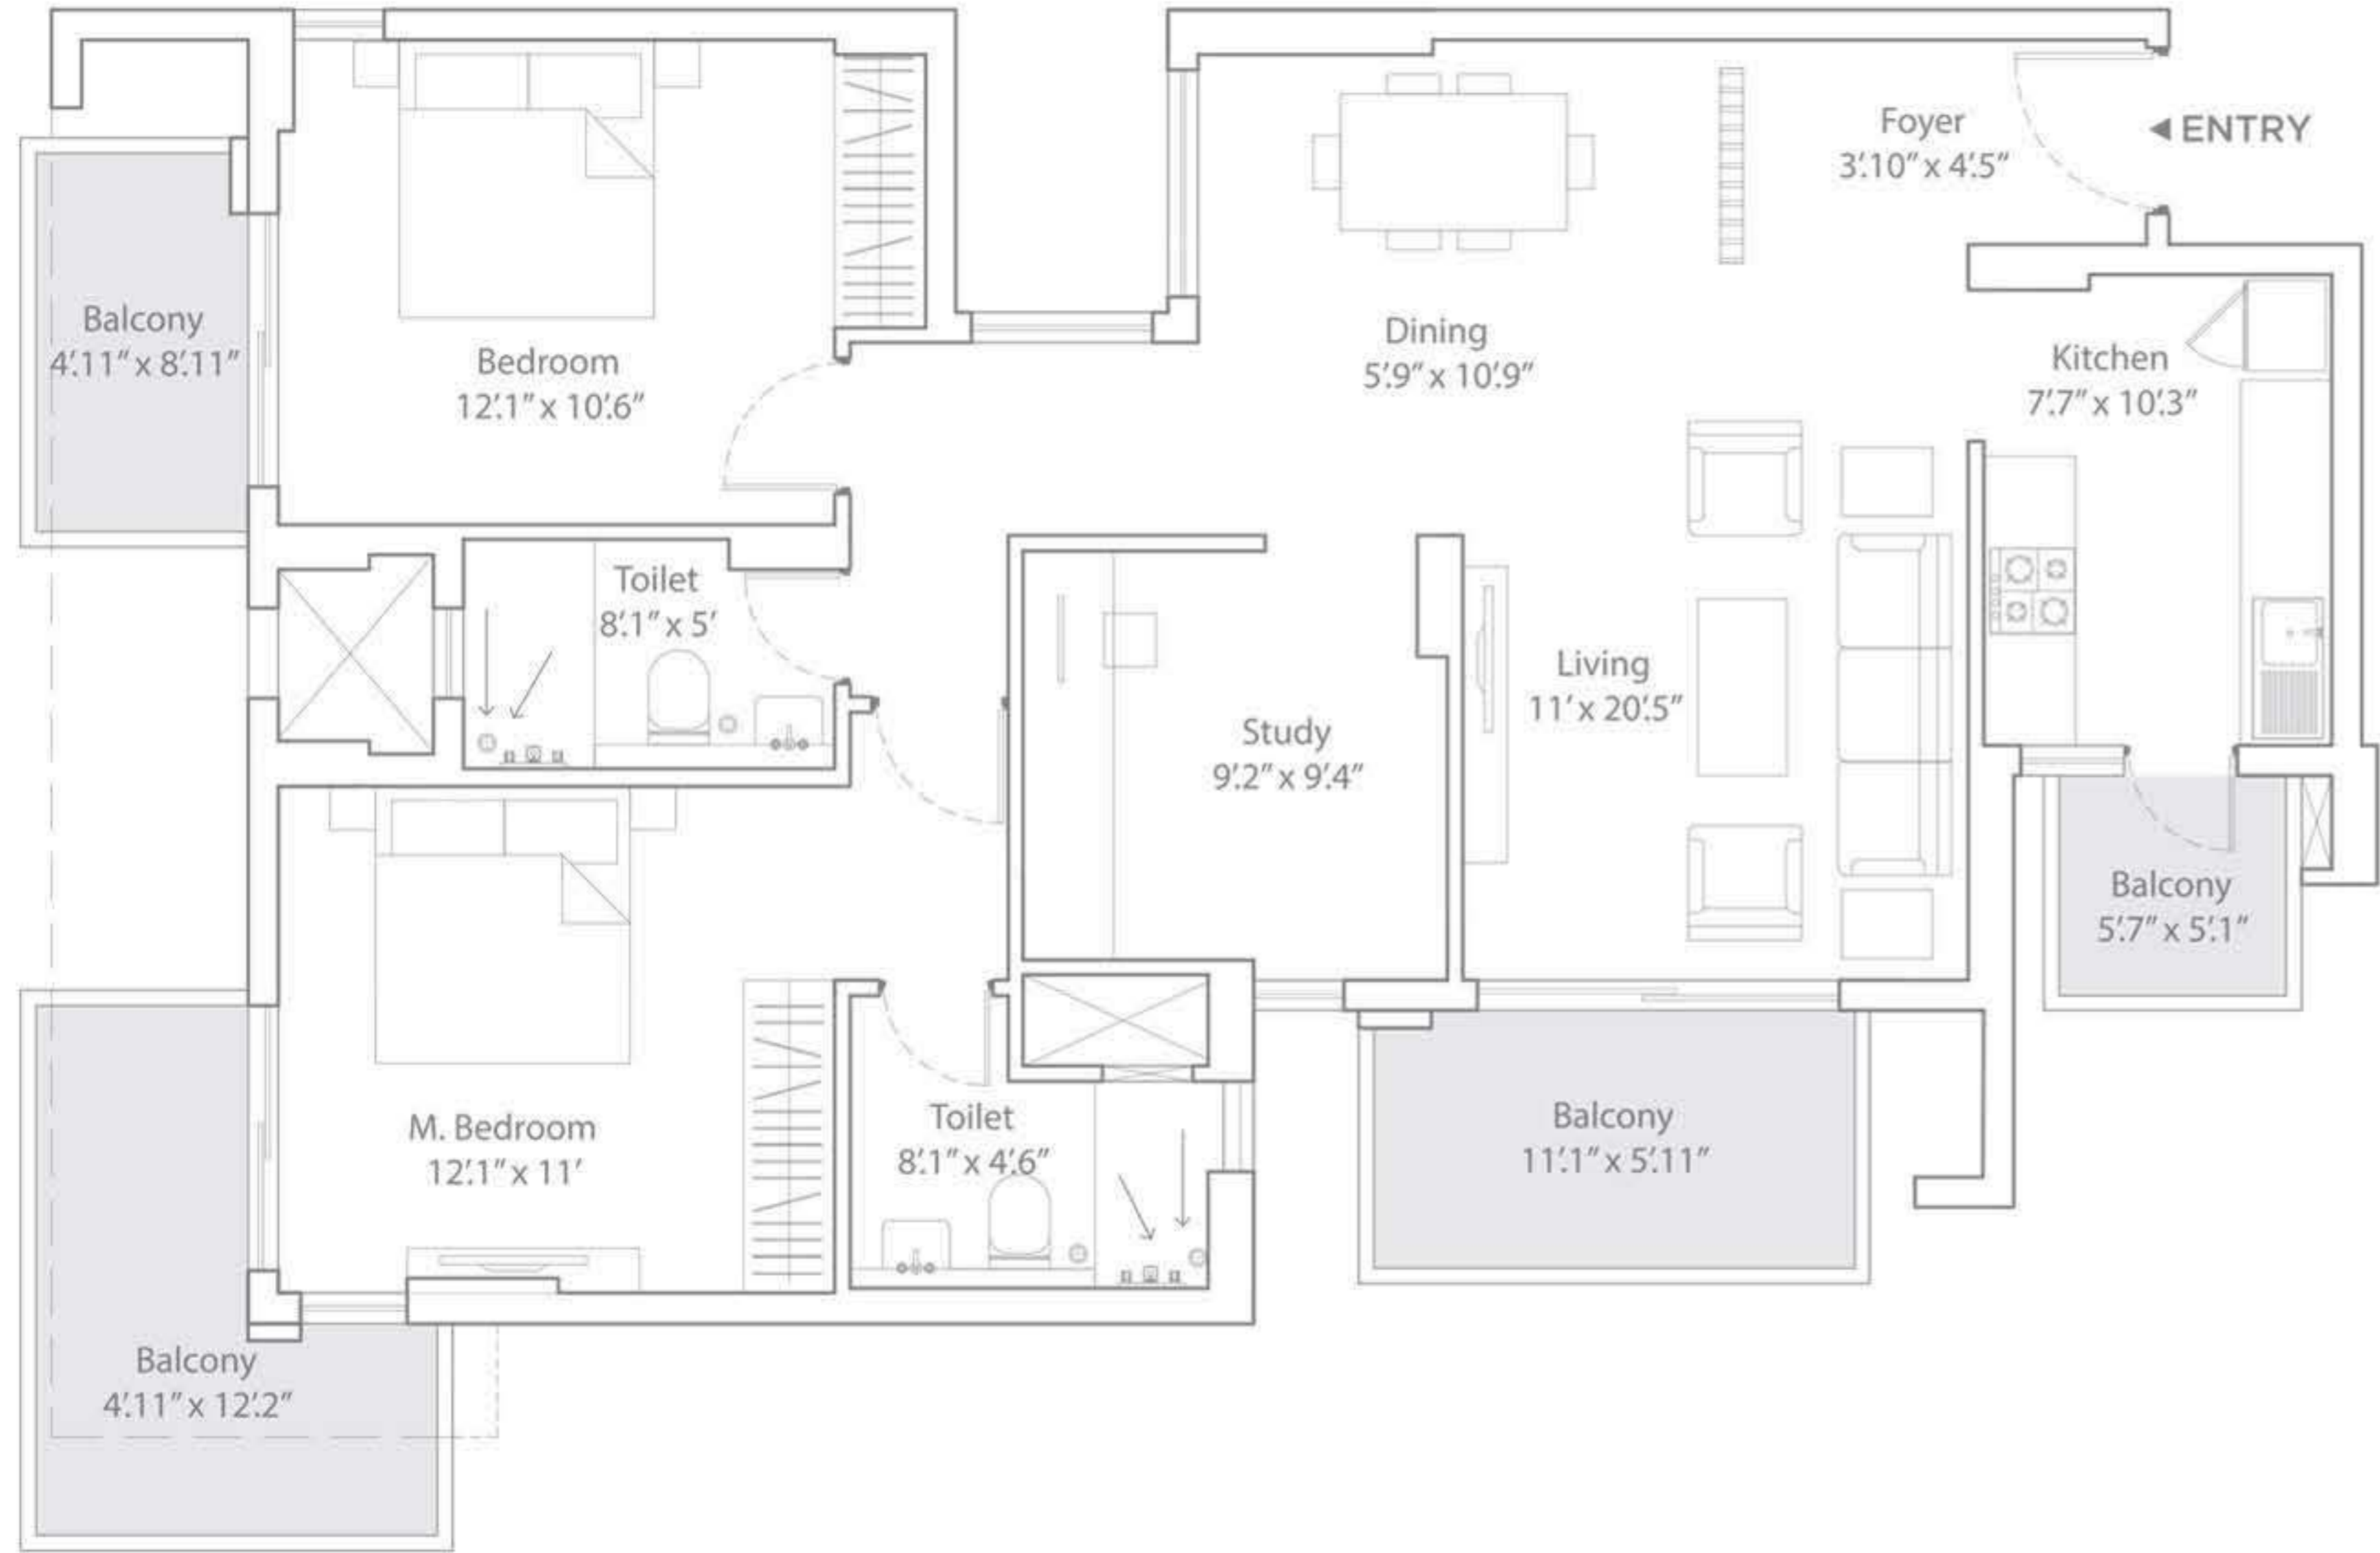 Foyer
3'.10" x 4'.5"
ENTRY
Balcony
4'.11" x 8'.11"
Bedroom
12'.1" x 10'.6"
Dining
5'.9" x 10'.9"
Kitchen
7'.7" x 10'.3"
Toilet
8'.1" x 5'
Living
11' x 20'.5"
Study
9'.2" x 9'.4"
Balcony
5'.7" x 5'.1"
M. Bedroom
12'.1" x 11'
Toilet
8'.1" x 4'.6"
Balcony
11'.1" x 5'.11"
Balcony
4'.11" x 12'.2"